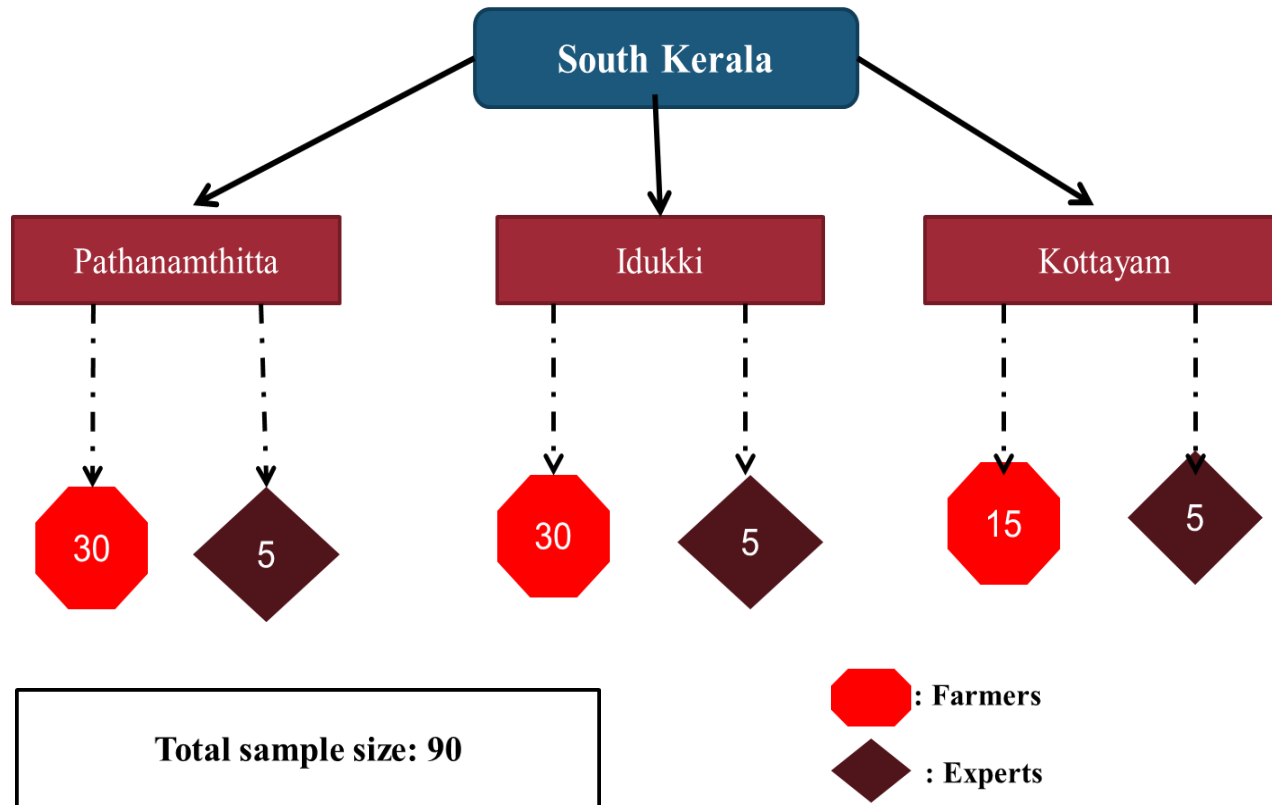 South Kerala
Pathanamthitta
Idukki
Kottayam
30
5
30
5
15
5
Total sample size: 90
: Farmers
: Experts